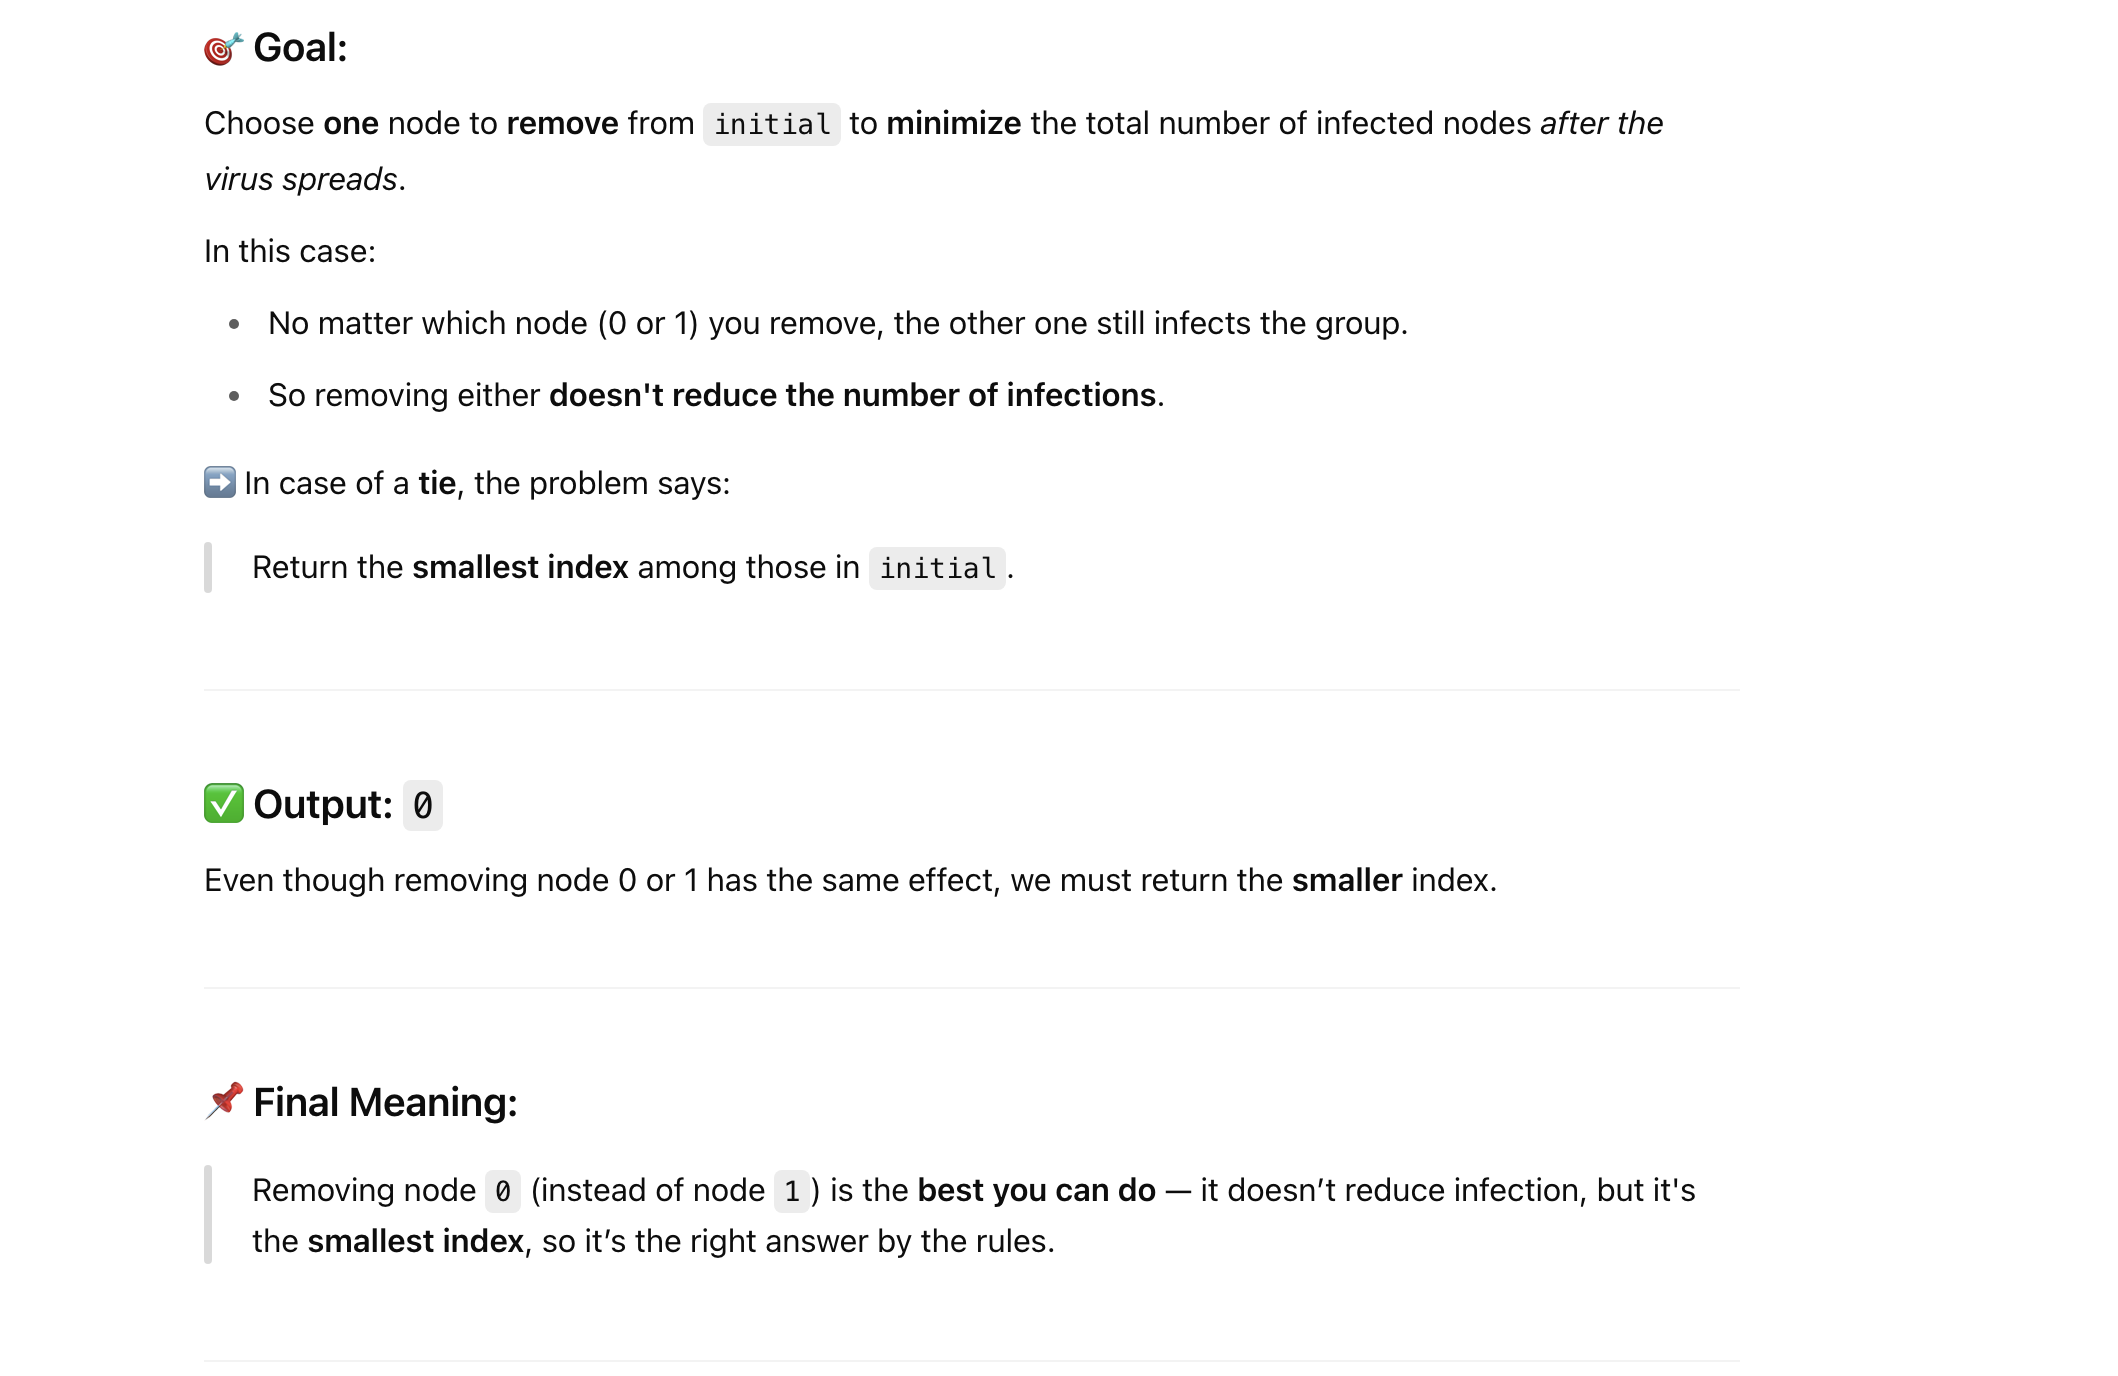 🎯 Goal:
Choose one node to remove from initial to minimize the total number of infected nodes after the
virus spreads.
In this case:
• No matter which node (0 or 1) you remove, the other one still infects the group.
• So removing either doesn't reduce the number of infections.
➡️ In case of a tie, the problem says:
Return the smallest index among those in initial.
✅ Output: 0
Even though removing node 0 or 1 has the same effect, we must return the smaller index.
📌 Final Meaning:
Removing node 0 (instead of node 1) is the best you can do — it doesn’t reduce infection, but it's
the smallest index, so it’s the right answer by the rules.